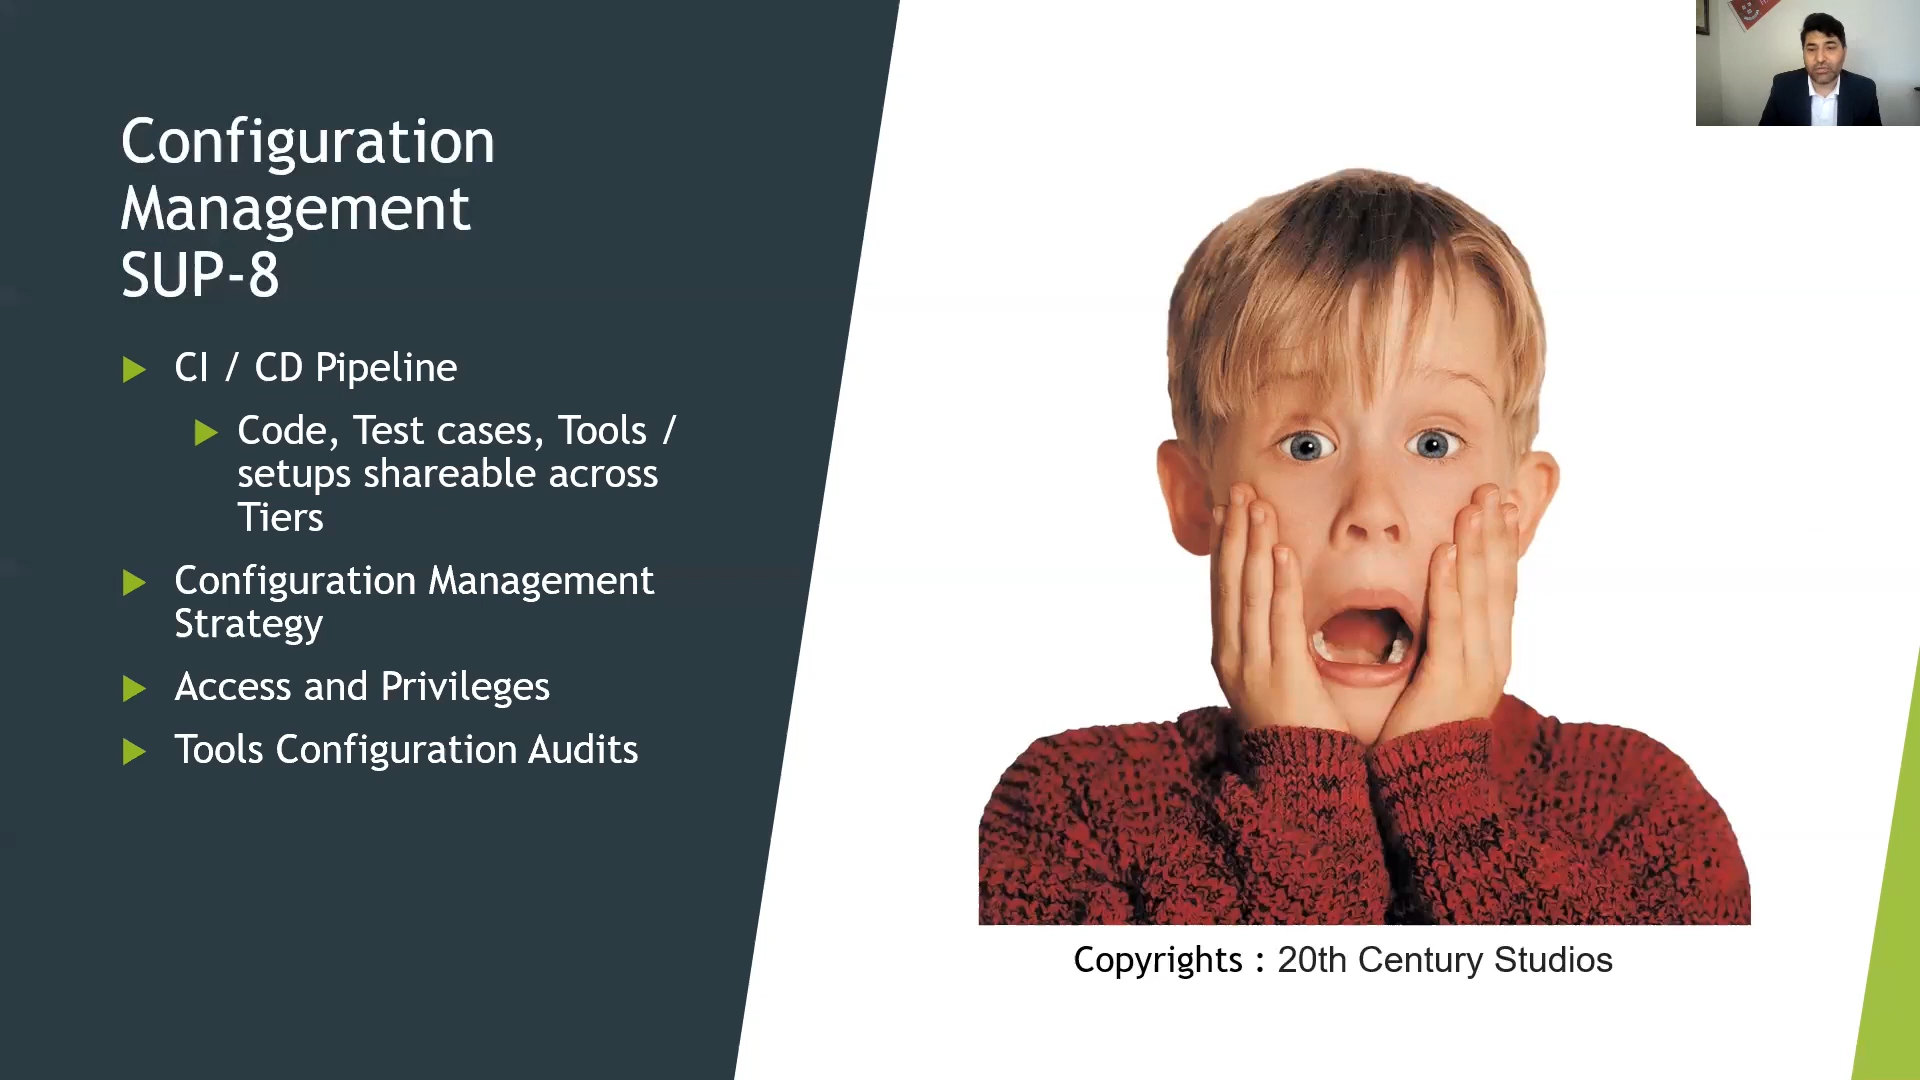 Configuration
Management
SUP-8
CI / CD Pipeline
Code, Test cases, Tools /
setups shareable across
Tiers
Configuration Management
Strategy
Access and Privileges
Tools Configuration Audits
Copyrights : 20th Century Studios